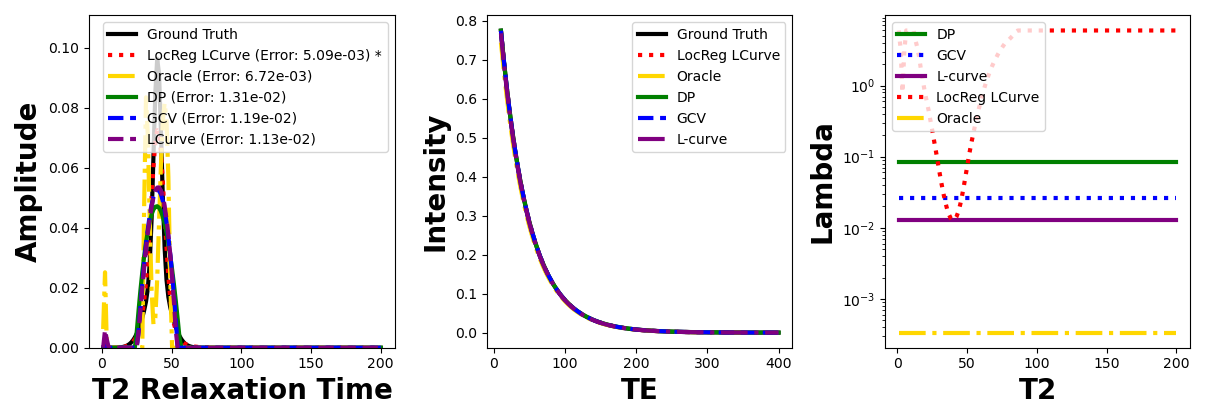 Amplitude
0.10
0.08
0.06
0.04
0.02
0.00
Ground Truth
LocReg LCurve (Error: 5.09e-03) *
Oracle (Error: 6.72e-03)
DP (Error: 1.31e-02)
GCV (Error: 1.19e-02)
LCurve (Error: 1.13e-02)
0 50 100 150 200
T2 Relaxation Time
Intensity
0.8
0.7
0.6
0.5
0.4
0.3
0.2
0.1
0.0
Ground Truth
LocReg LCurve
Oracle
DP
GCV
L-curve
0 100 200 300 400
TE
Lambda
10⁰
10⁻¹
10⁻²
10⁻³
DP
GCV
L-curve
LocReg LCurve
Oracle
0 50 100 150 200
T2